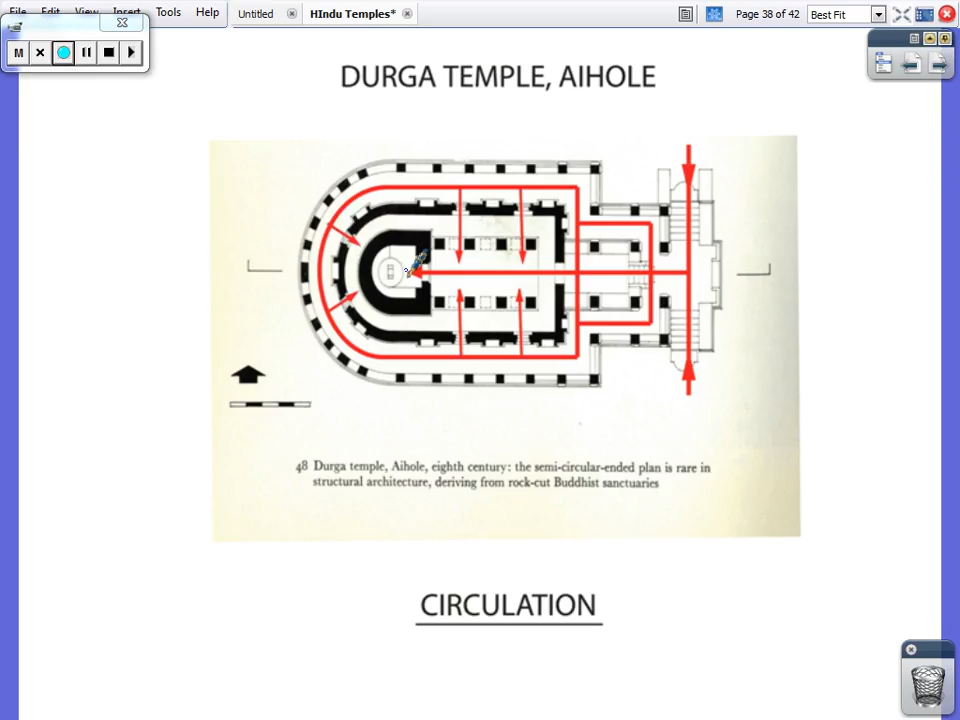 File Edit View Insert Tools Help
Untitled
HIndu Temples*
Page 38 of 42
Best Fit
M
DURGA TEMPLE, AIHOLE
48 Durga temple, Aihole, eighth century: the semi-circular-ended plan is rare in
structural architecture, deriving from rock-cut Buddhist sanctuaries
CIRCULATION